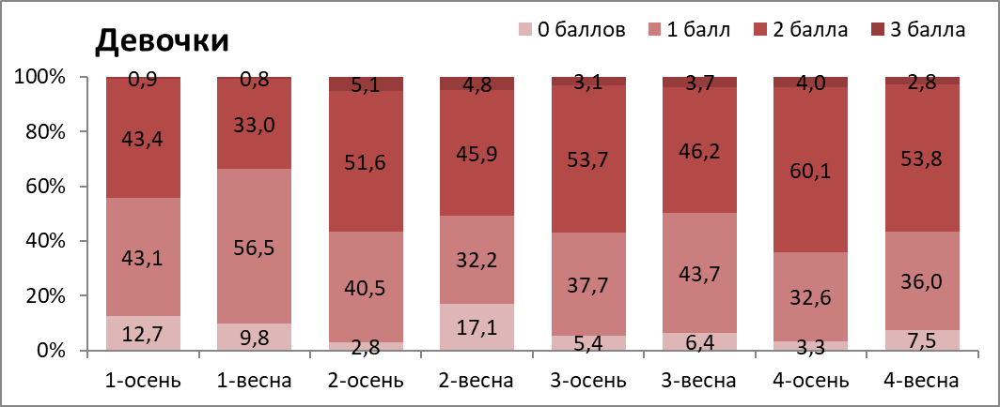 Девочки
0 баллов 1 балл 2 балла 3 балла
100% 0,9 0,8 5,1 4,8 3,1 3,7 4,0 2,8
80% 43,4 33,0 51,6 45,9 53,7 46,2 60,1 53,8
60%
40% 43,1 56,5 40,5 32,2 37,7 43,7 32,6 36,0
20%
0% 12,7 9,8 2,8 17,1 5,4 6,4 3,3 7,5
1-осень 1-весна 2-осень 2-весна 3-осень 3-весна 4-осень 4-весна